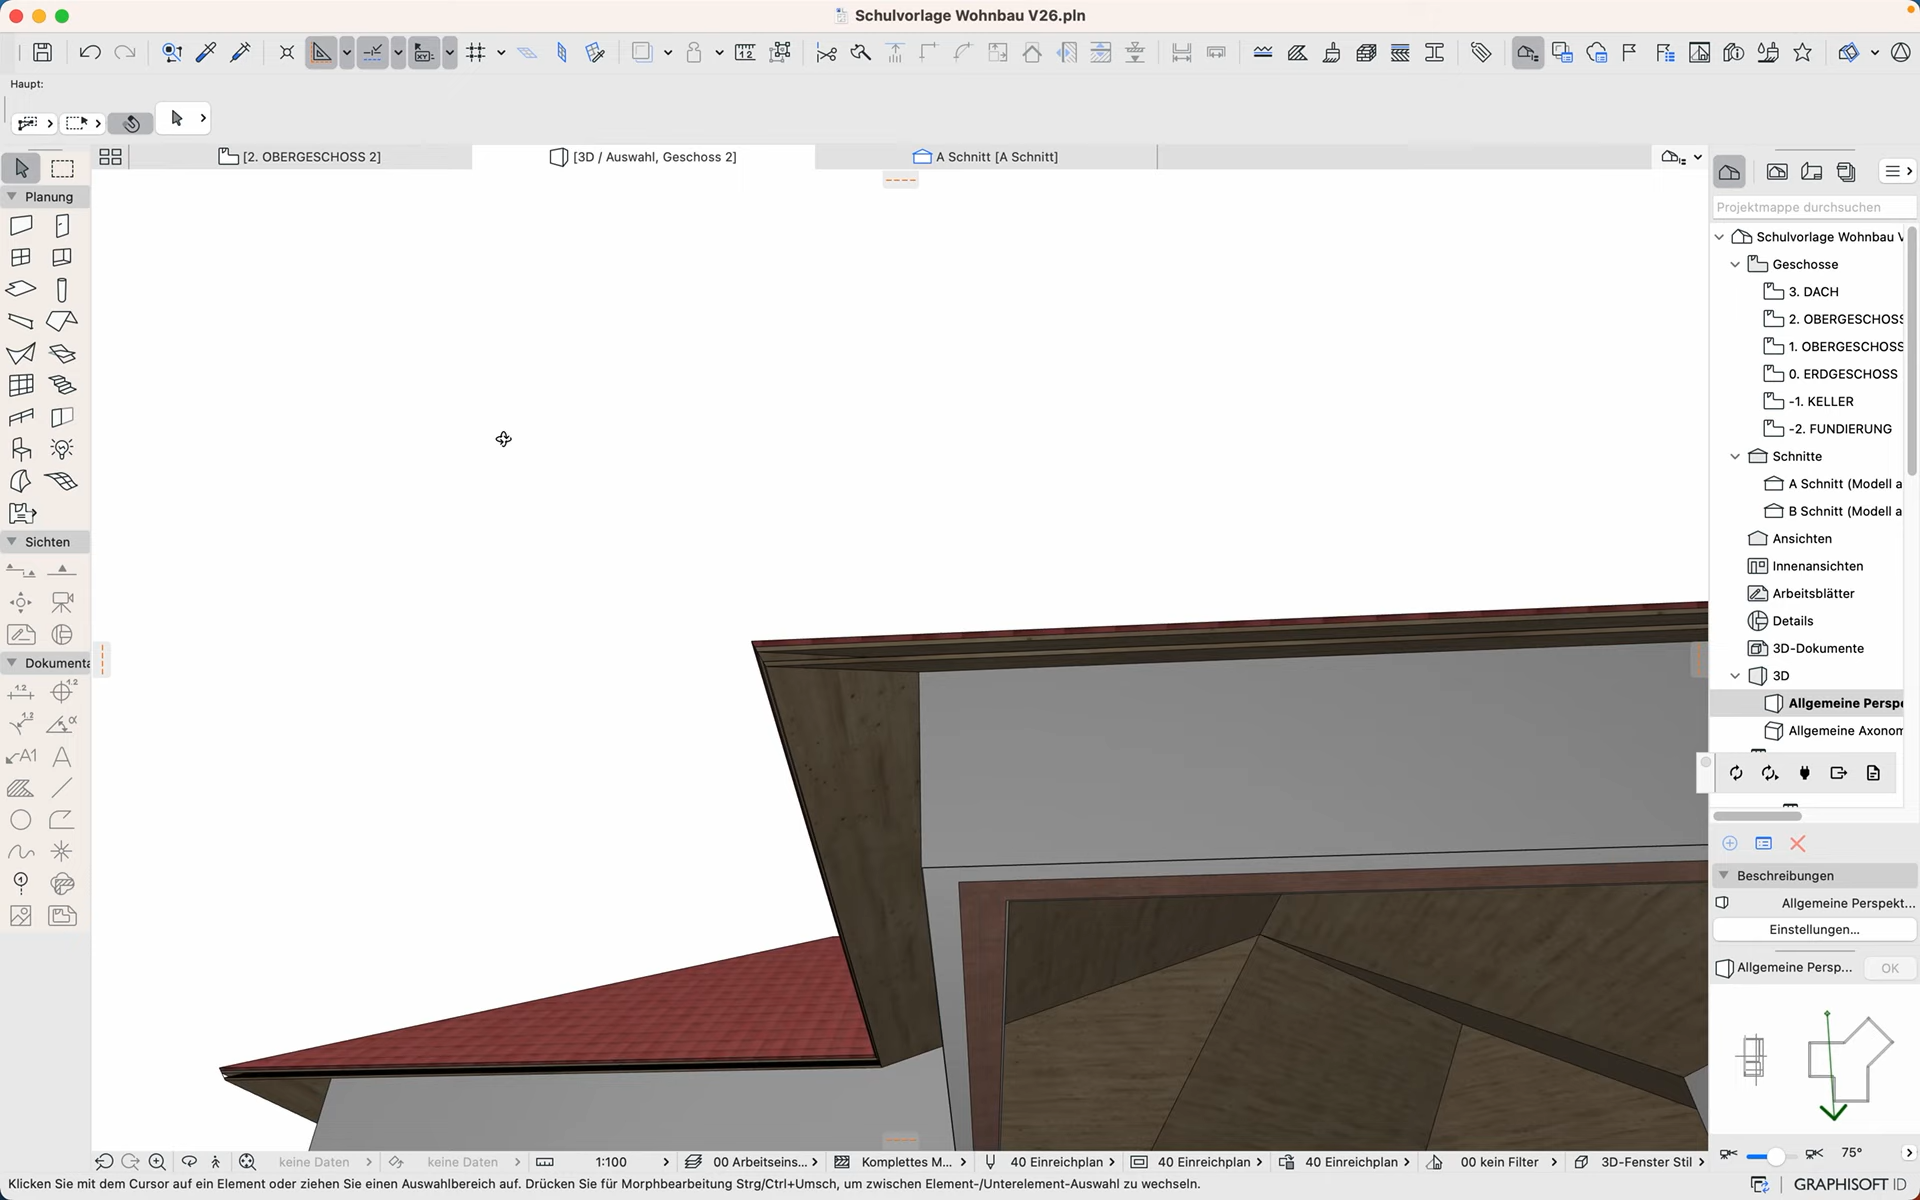 Schulvorlage Wohnbau V26.pln
Haupt:
[2. OBERGESCHOSS 2]
[3D / Auswahl, Geschoss 2]
A Schnitt [A Schnitt]
Planung
Sichten
Dokumenta
Projektmappe durchsuchen
Schulvorlage Wohnbau V
Geschosse
3. DACH
2. OBERGESCHOSS
1. OBERGESCHOSS
0. ERDGESCHOSS
-1. KELLER
-2. FUNDIERUNG
Schnitte
A Schnitt (Modell a
B Schnitt (Modell a
Ansichten
Innenansichten
Arbeitsblätter
Details
3D-Dokumente
3D
Allgemeine Perspe
Allgemeine Axonom
Beschreibungen
Allgemeine Perspekt...
Einstellungen...
Allgemeine Persp...
OK
75°
keine Daten
keine Daten
1:100
00 Arbeitseins...
Komplettes M...
40 Einreichplan
40 Einreichplan
40 Einreichplan
00 kein Filter
3D-Fenster Stil
Klicken Sie mit dem Cursor auf ein Element oder ziehen Sie einen Auswahlbereich auf. Drücken Sie für Morphbearbeitung Strg/Ctrl+Umsch, um zwischen Element-/Unterelement-Auswahl zu wechseln.
GRAPHISOFT ID